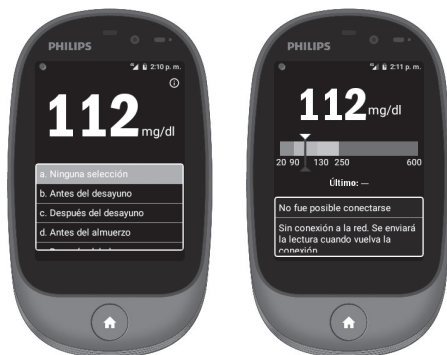 PHILIPS
2:10 p. m.
112 mg/dl
a. Ninguna selección
b. Antes del desayuno
c. Después del desayuno
d. Antes del almuerzo
PHILIPS
2:11 p. m.
112 mg/dl
20 90 130 250 600
Último: —
No fue posible conectarse
Sin conexión a la red. Se enviará
la lectura cuando vuelva la
conexión